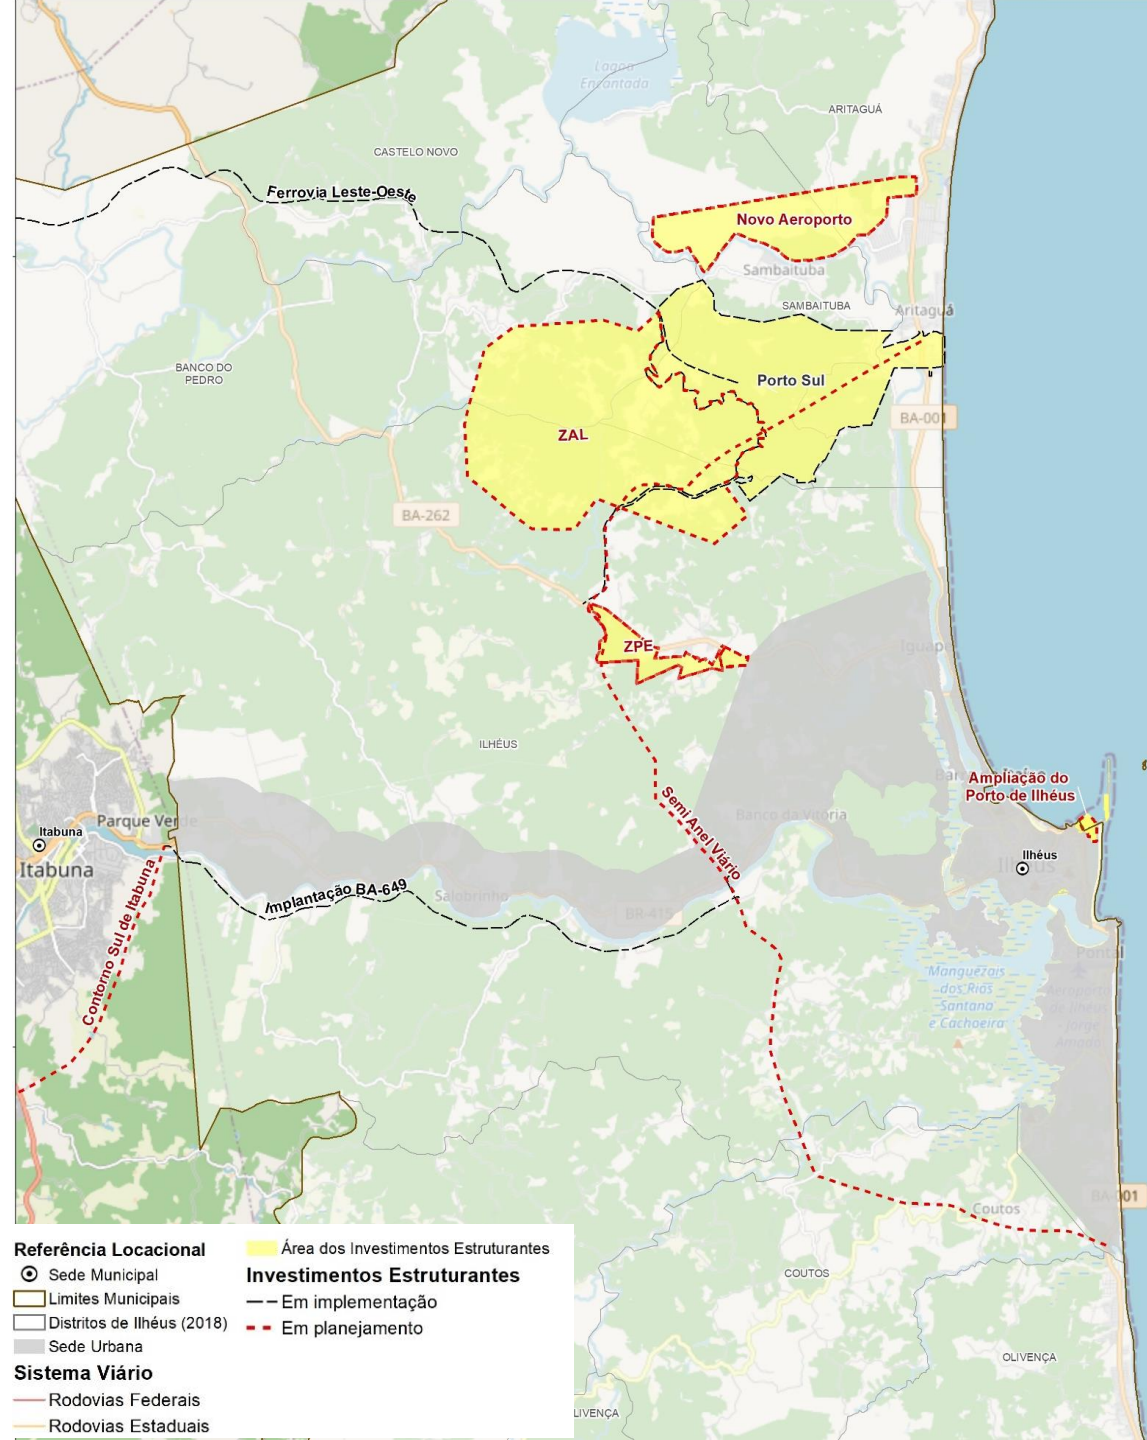 Lagoa
Encantada
ARITAGUÁ
CASTELO NOVO
Ferrovia Leste-Oeste
Novo Aeroporto
Sambaituba
SAMBAITUBA
Aritaguá
BANCO DO
PEDRO
Porto Sul
BA-001
ZAL
BA-262
ZPE
Iguape
ILHÉUS
Ampliação do
Porto de Ilhéus
Semi Anel Viário
Banco da Vitória
Parque Verde
Itabuna
Itabuna
Ilhéus
Ilhéus
Implantação BA-649
Salobrinho
BR-415
Contorno Sul de Itabuna
Pontal
Manguezais
dos Rios
Santana
e Cachoeira
Aeroporto
de Ilhéus
- Jorge
Amado
BA-001
Coutos
COUTOS
OLIVENÇA
LIVENÇA
Referência Locacional
Sede Municipal
Limites Municipais
Distritos de Ilhéus (2018)
Sede Urbana
Sistema Viário
Rodovias Federais
Rodovias Estaduais
Área dos Investimentos Estruturantes
Investimentos Estruturantes
Em implementação
Em planejamento